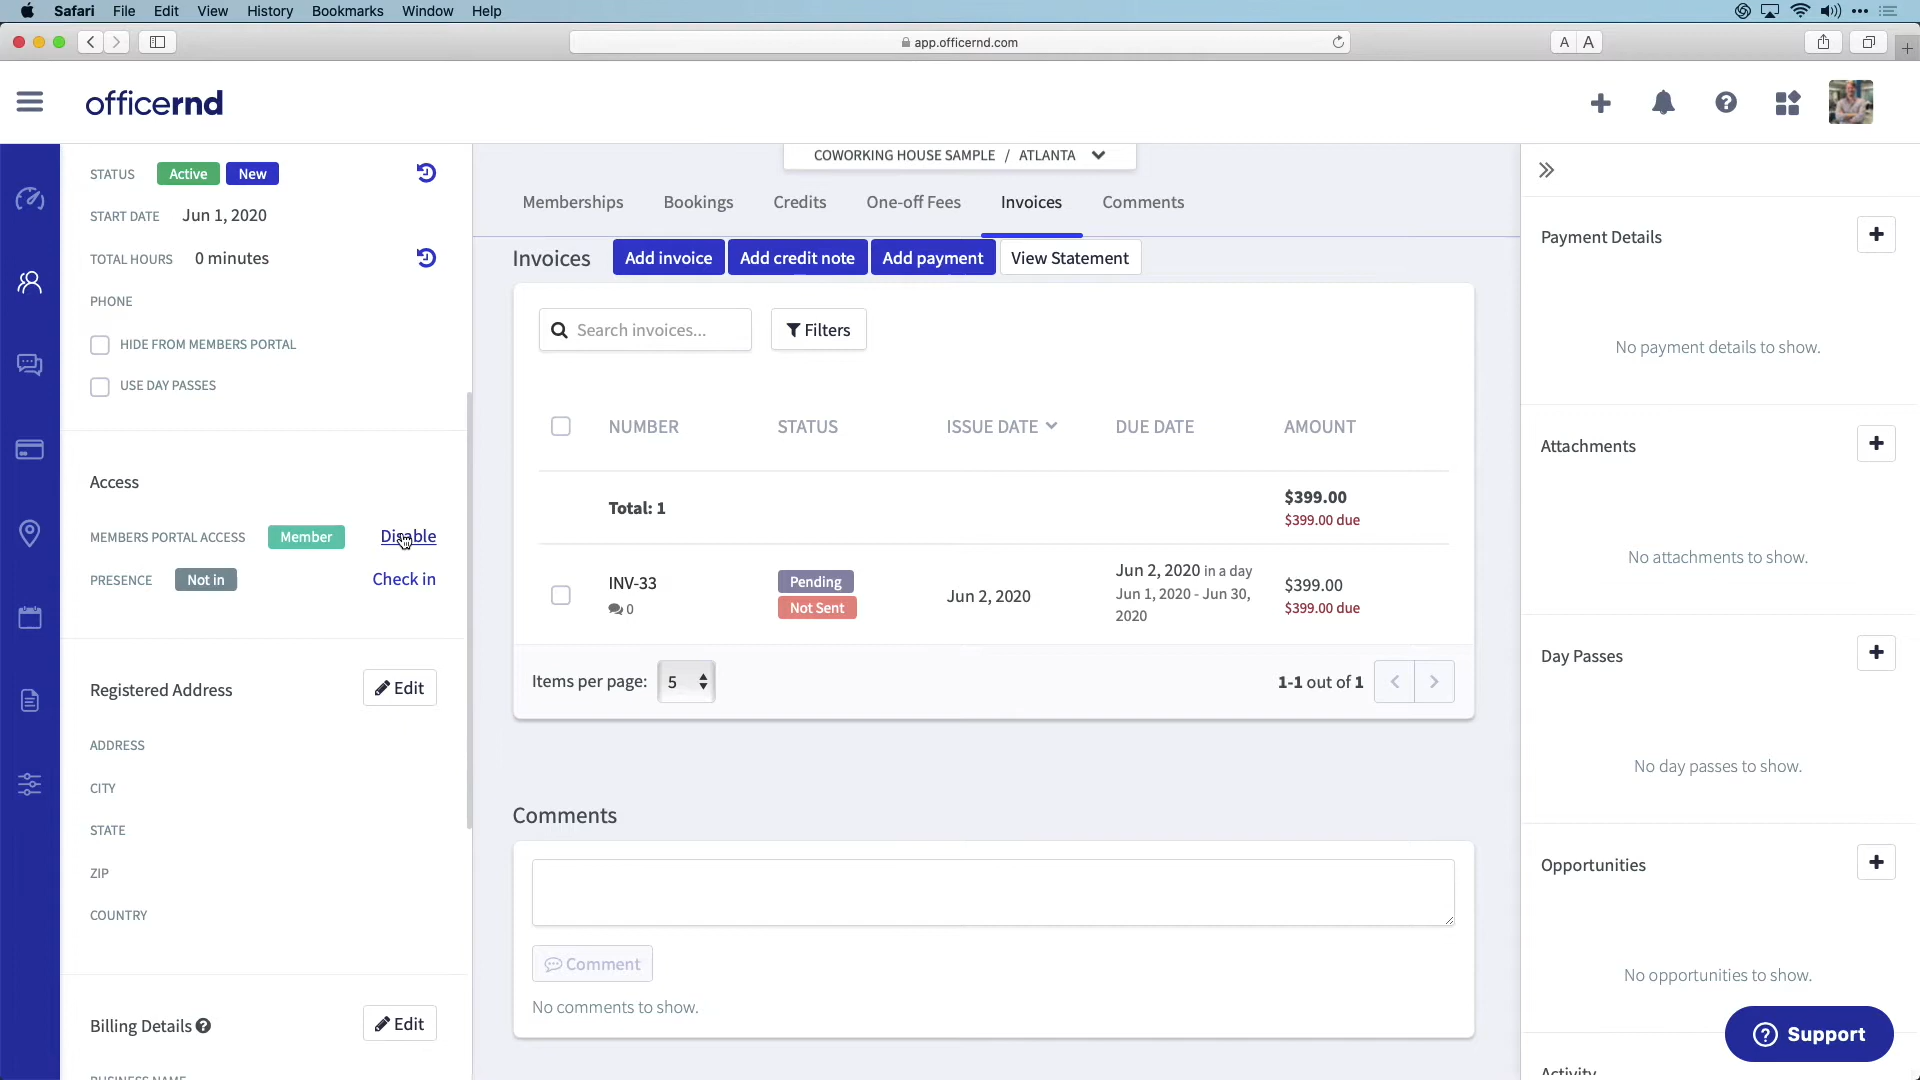 Safari File Edit View History Bookmarks Window Help
app.officernd.com
A A
officernd
STATUS Active New
START DATE Jun 1, 2020
TOTAL HOURS 0 minutes
PHONE
HIDE FROM MEMBERS PORTAL
USE DAY PASSES
Access
MEMBERS PORTAL ACCESS Member Disable
PRESENCE Not in Check in
Registered Address Edit
ADDRESS
CITY
STATE
ZIP
COUNTRY
Billing Details Edit
BUSINESS NAME
COWORKING HOUSE SAMPLE / ATLANTA
Memberships Bookings Credits One-off Fees Invoices Comments
Invoices Add invoice Add credit note Add payment View Statement
Search invoices... Filters
NUMBER STATUS ISSUE DATE DUE DATE AMOUNT
Total: 1 $399.00
$399.00 due
INV-33 Pending Jun 2, 2020 Jun 2, 2020 in a day $399.00
0 Not Sent Jun 1, 2020 - Jun 30, $399.00 due
2020
Items per page: 5 1-1 out of 1
Comments
Comment
No comments to show.
Payment Details
No payment details to show.
Attachments
No attachments to show.
Day Passes
No day passes to show.
Opportunities
No opportunities to show.
Support
Activity